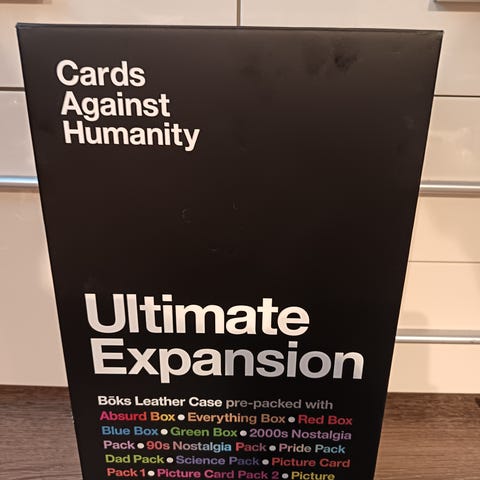 Cards
Against
Humanity
Ultimate
Expansion
Bōks Leather Case pre-packed with
Absurd Box • Everything Box • Red Box
Blue Box • Green Box • 2000s Nostalgia
Pack • 90s Nostalgia Pack • Pride Pack
Dad Pack • Science Pack • Picture Card
Pack 1 • Picture Card Pack 2 • Picture